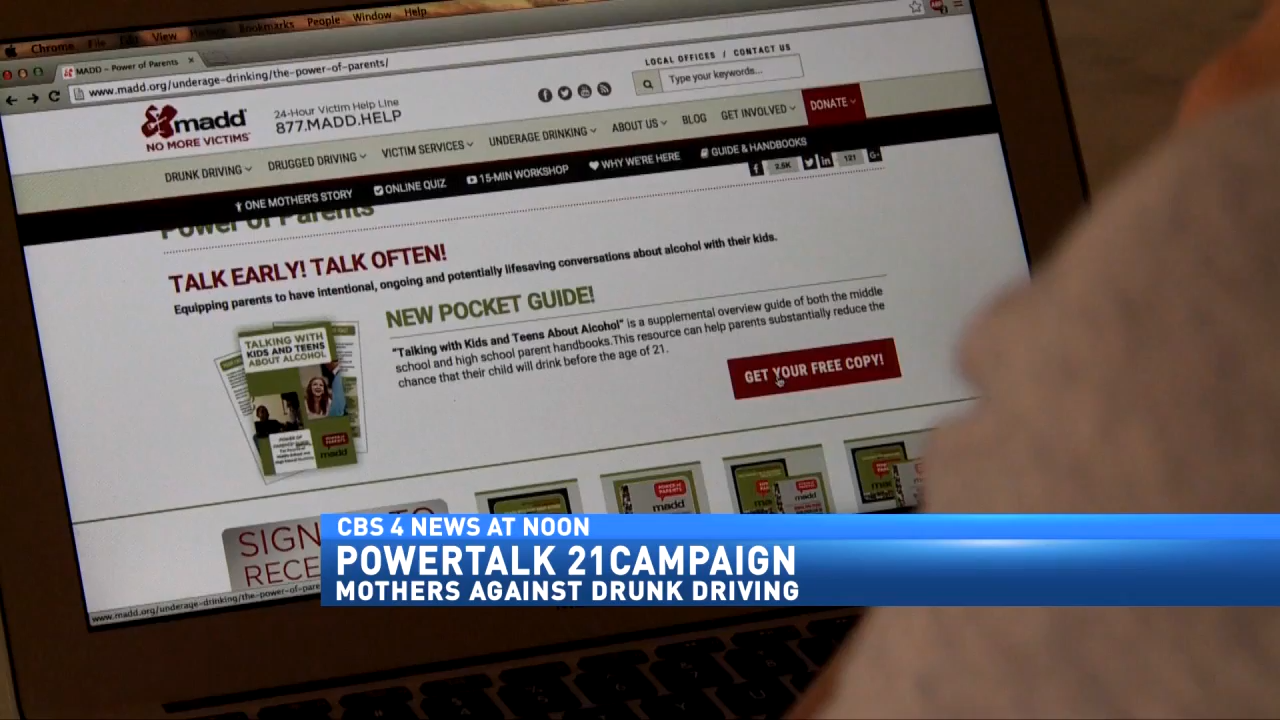 Chrome File Edit View History Bookmarks People Window Help
MADD – Power of Parents
www.madd.org/underage-drinking/the-power-of-parents/
LOCAL OFFICES / CONTACT US
Type your keywords...
madd
NO MORE VICTIMS
24-Hour Victim Help Line
877.MADD.HELP
DRUNK DRIVING DRUGGED DRIVING VICTIM SERVICES UNDERAGE DRINKING ABOUT US BLOG GET INVOLVED DONATE
ONE MOTHER'S STORY ONLINE QUIZ 15-MIN WORKSHOP WHY WE'RE HERE GUIDE & HANDBOOKS
2.5K 121
Power of Parents
TALK EARLY! TALK OFTEN!
Equipping parents to have intentional, ongoing and potentially lifesaving conversations about alcohol with their kids.
NEW POCKET GUIDE!
"Talking with Kids and Teens About Alcohol" is a supplemental overview guide of both the middle
school and high school parent handbooks.This resource can help parents substantially reduce the
chance that their child will drink before the age of 21.
GET YOUR FREE COPY!
TALKING WITH
KIDS AND TEENS
ABOUT ALCOHOL
madd
madd
SIGN
RECE
www.madd.org/underage-drinking/the-power-of-pare
CBS 4 NEWS AT NOON
POWERTALK 21CAMPAIGN
MOTHERS AGAINST DRUNK DRIVING